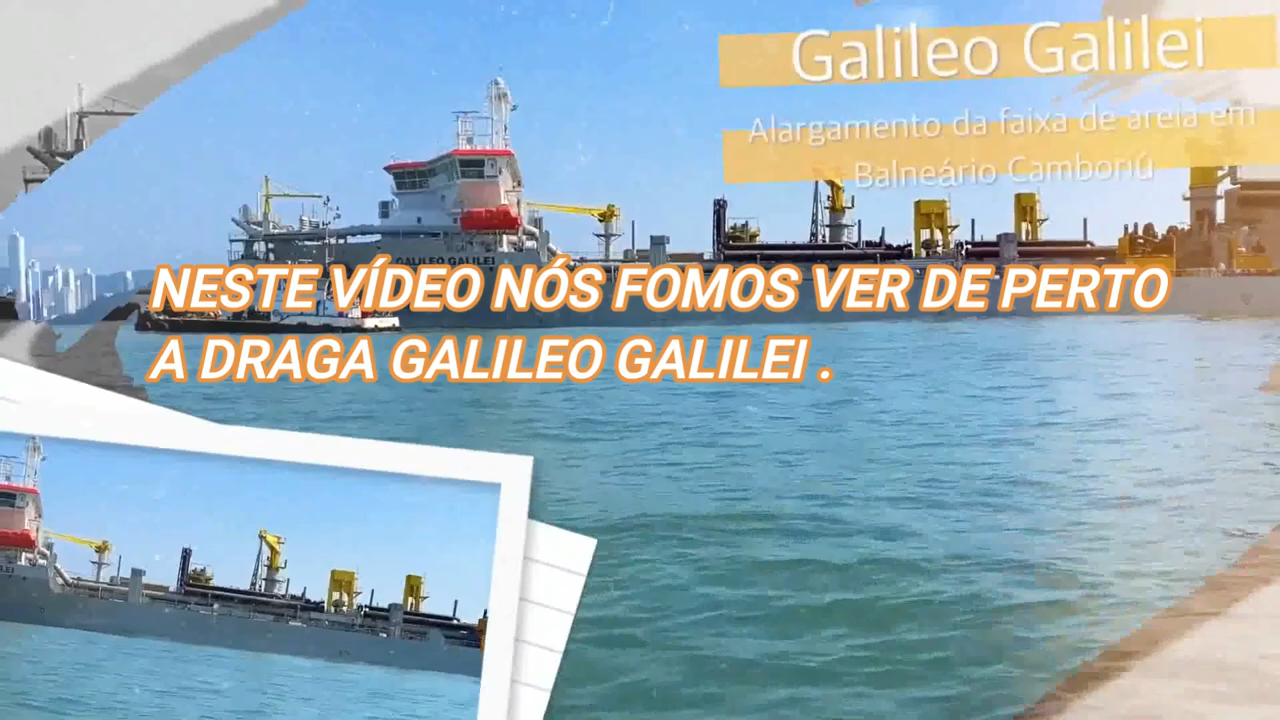 Galileo Galilei
Alargamento da faixa de areia em
Balneário Camboriú
GALILEO GALILEI
NESTE VÍDEO NÓS FOMOS VER DE PERTO
A DRAGA GALILEO GALILEI .